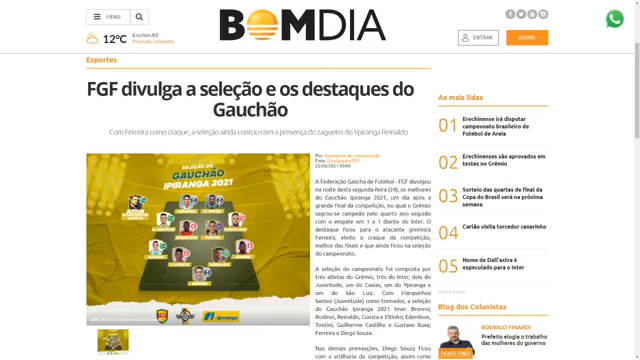 MENU
BOMDIA
12°C
Erechim,RS
Previsão completa
ENTRAR
ASSINE
Esportes
FGF divulga a seleção e os destaques do
Gauchão
Com Ferreira como craque, a seleção ainda contou com a presença do zagueiro do Ypiranga Reinaldo
SELEÇÃO DO
GAUCHÃO
IPIRANGA 2021
Ipiranga
Por: Assessoria de comunicação
Foto: Divulgação/FGF
A Federação Gaúcha de Futebol - FGF divulgou
na noite desta segunda-feira (24), os melhores
do Gauchão Ipiranga 2021, um dia após a
grande final da competição, no qual o Grêmio
sagrou-se campeão pelo quarto ano seguido
com o empate em 1 a 1 diante do Inter. O
destaque ficou para o atacante gremista
Ferreira, eleito o craque da competição,
melhor das finais e que ainda ficou na seleção
do campeonato.
A seleção do campeonato foi composta por
três atletas do Grêmio, três do Inter, dois do
Juventude, um do Caxias, um do Ypiranga e
um do São Luiz. Com Marquinhos
Santos (Juventude) como treinador, a seleção
do Gauchão Ipiranga 2021 teve: Brenno;
Rodinei, Reinaldo, Cuesta e Eltinho; Edenilson,
Tontini, Guilherme Castilho e Gustavo Xuxa;
Ferreira e Diego Souza.
Nas demais premiações, Diego Souza ficou
com a artilharia da competição, assim como
As mais lidas
01 Erechinense irá disputar
campeonato brasileiro de
Futebol de Areia
02 Erechinenses são aprovados em
testes no Grêmio
03 Sorteio das quartas de final da
Copa do Brasil será na próxima
semana
04 Carlão visita torcedor canarinho
05 Nome de Dall'astra é
especulado para o Inter
PUBLICIDADE
Blog dos Colunistas
RODRIGO FINARDI
Prefeito elogia o trabalho
das mulheres do governo
PONTE FINO